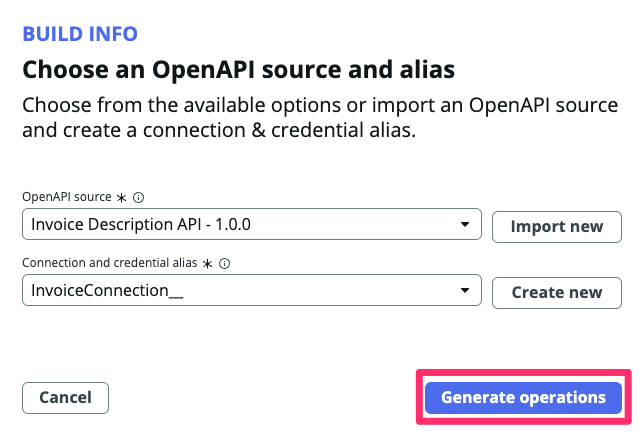 BUILD INFO
Choose an OpenAPI source and alias
Choose from the available options or import an OpenAPI source
and create a connection & credential alias.
OpenAPI source *
Invoice Description API - 1.0.0
Import new
Connection and credential alias *
InvoiceConnection__
Create new
Cancel
Generate operations